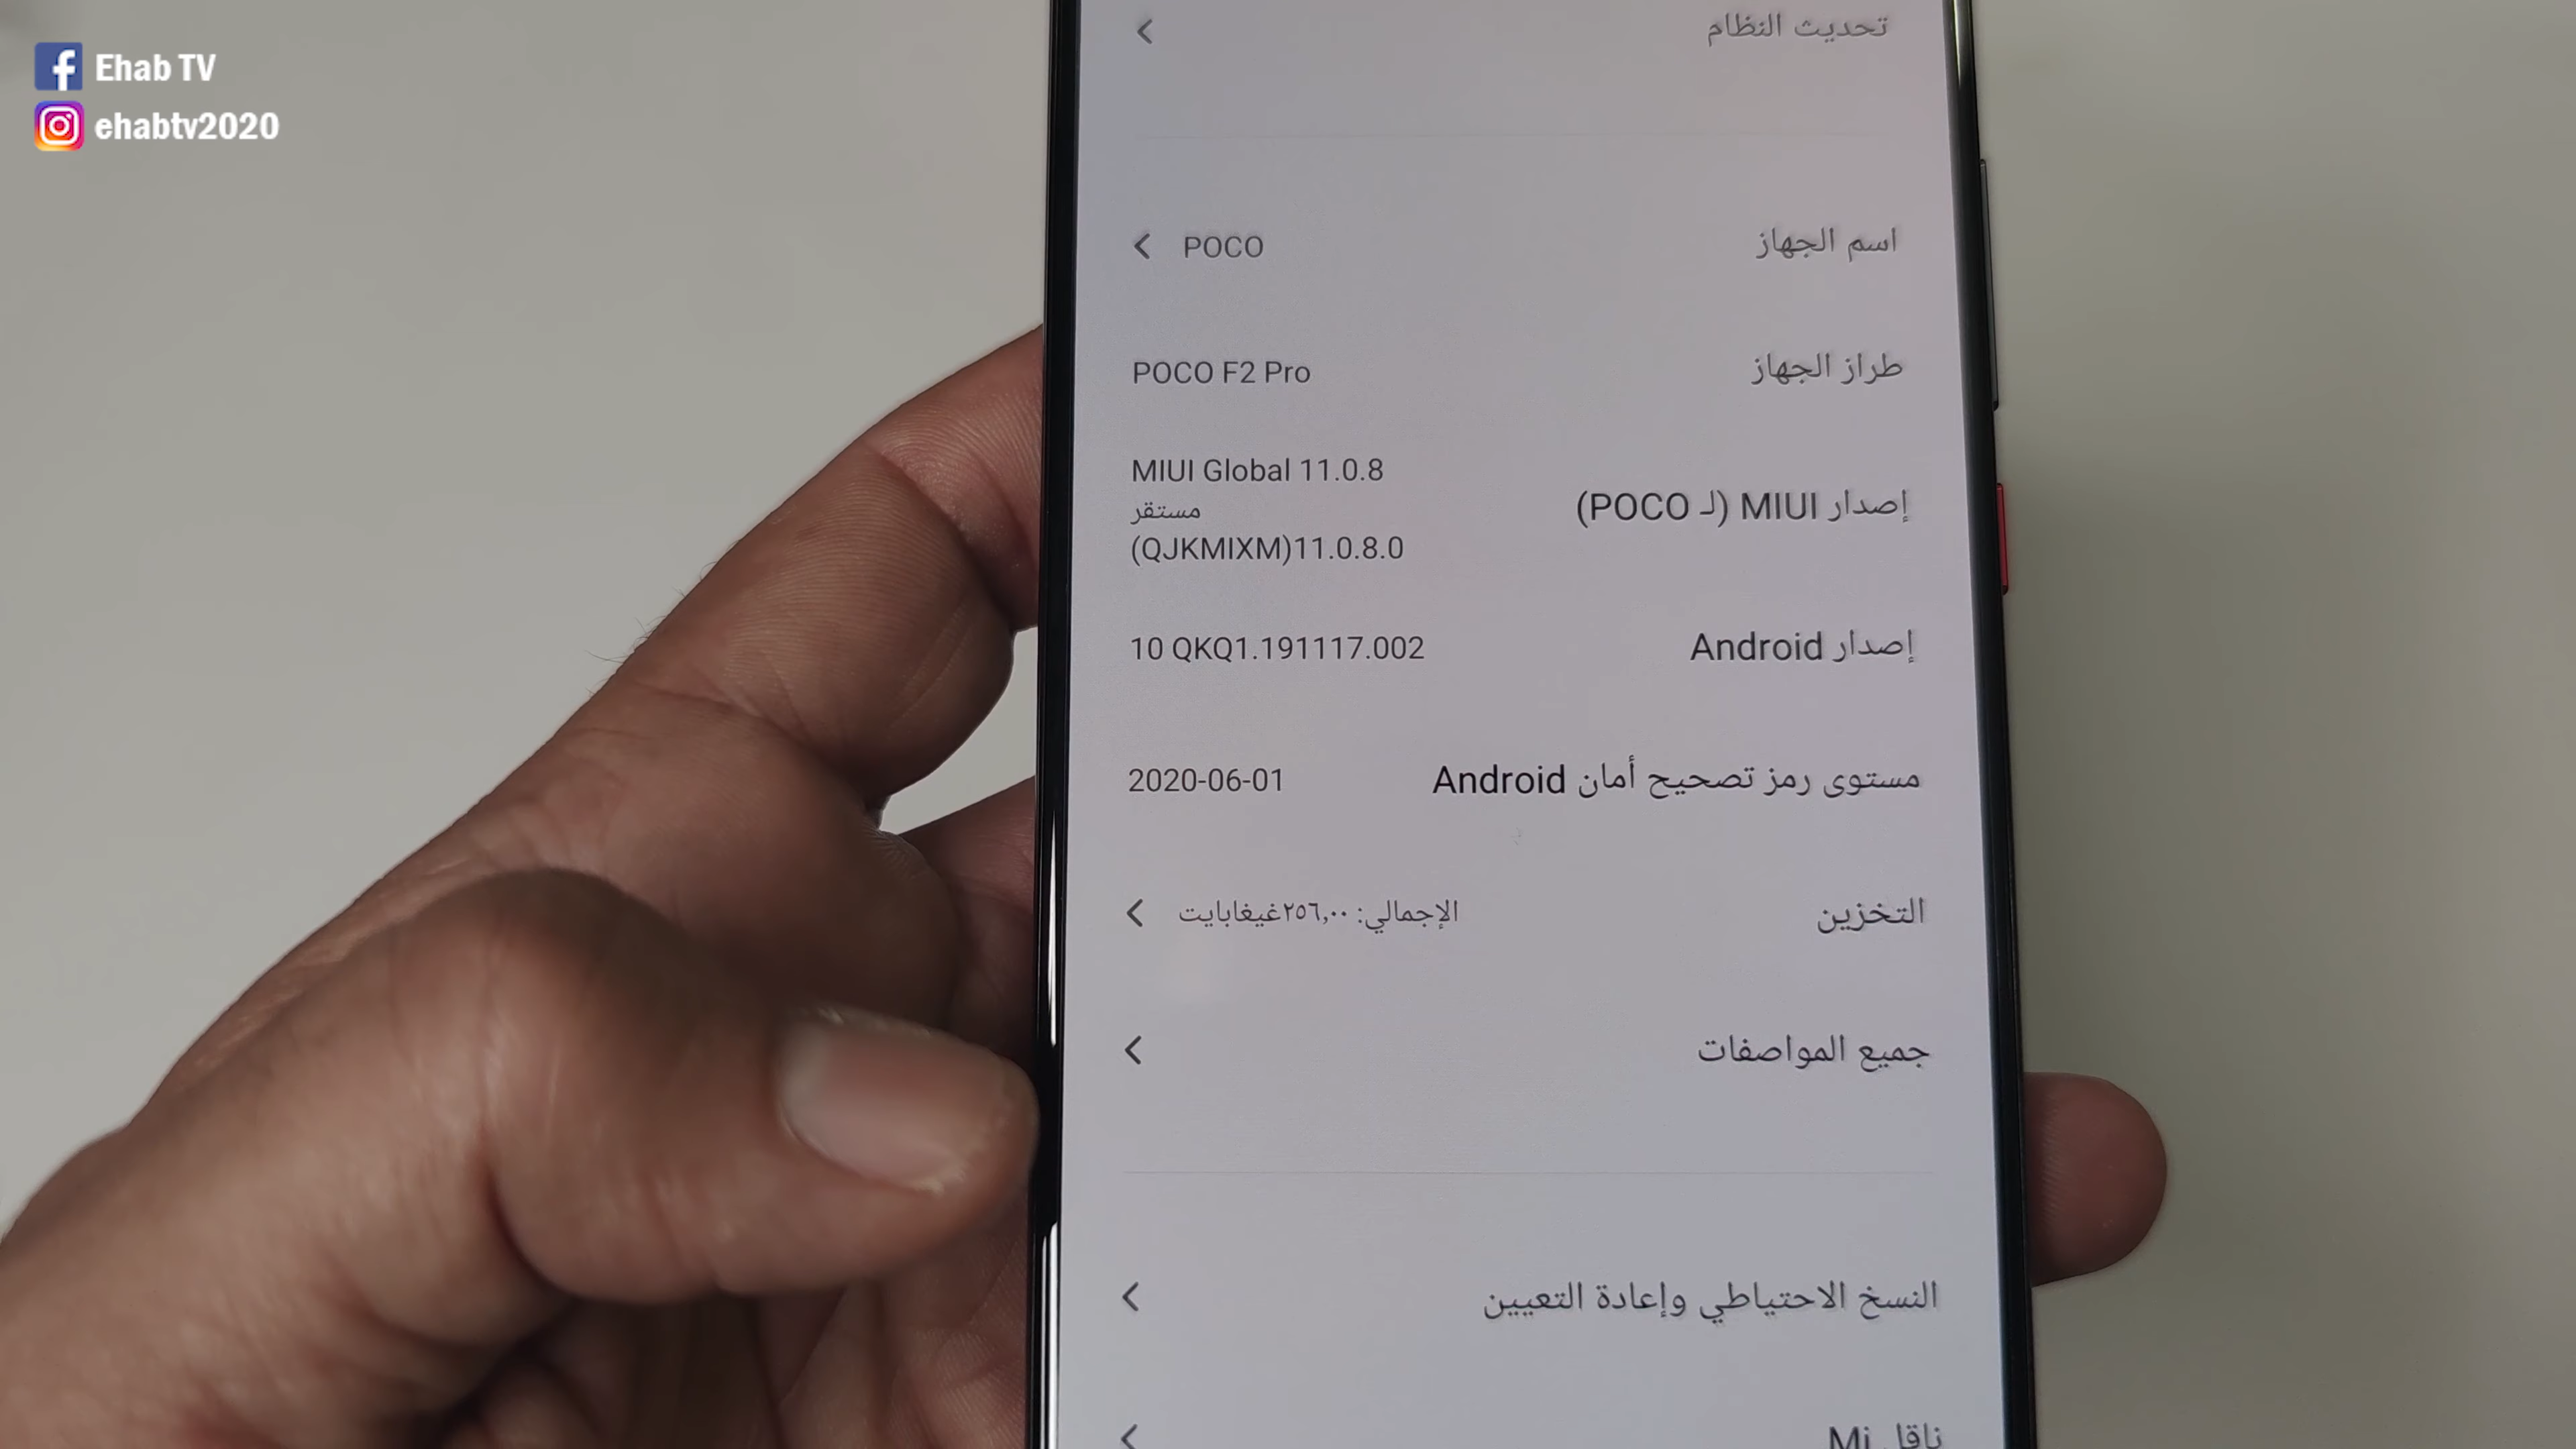 Ehab TV
ehabtv2020
تحديث النظام
اسم الجهاز POCO
طراز الجهاز POCO F2 Pro
إصدار MIUI (لـ POCO)
MIUI Global 11.0.8
مستقر
11.0.8.0(QJKMIXM)
إصدار Android 10 QKQ1.191117.002
مستوى رمز تصحيح أمان Android 2020-06-01
التخزين الإجمالي: ٢٥٦,٠٠غيغابايت
جميع المواصفات
النسخ الاحتياطي وإعادة التعيين
ناقل Mi